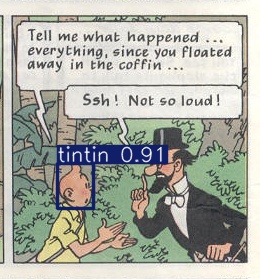 Tell me what happened ...
everything, since you floated
away in the coffin ...
Ssh! Not so loud!
tintin 0.91